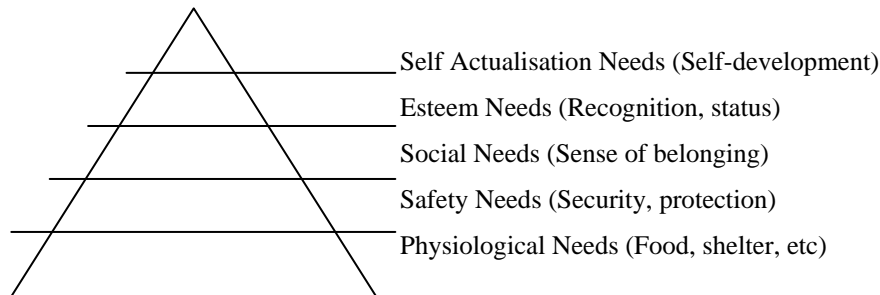 Self Actualisation Needs (Self-development)
Esteem Needs (Recognition, status)
Social Needs (Sense of belonging)
Safety Needs (Security, protection)
Physiological Needs (Food, shelter, etc)